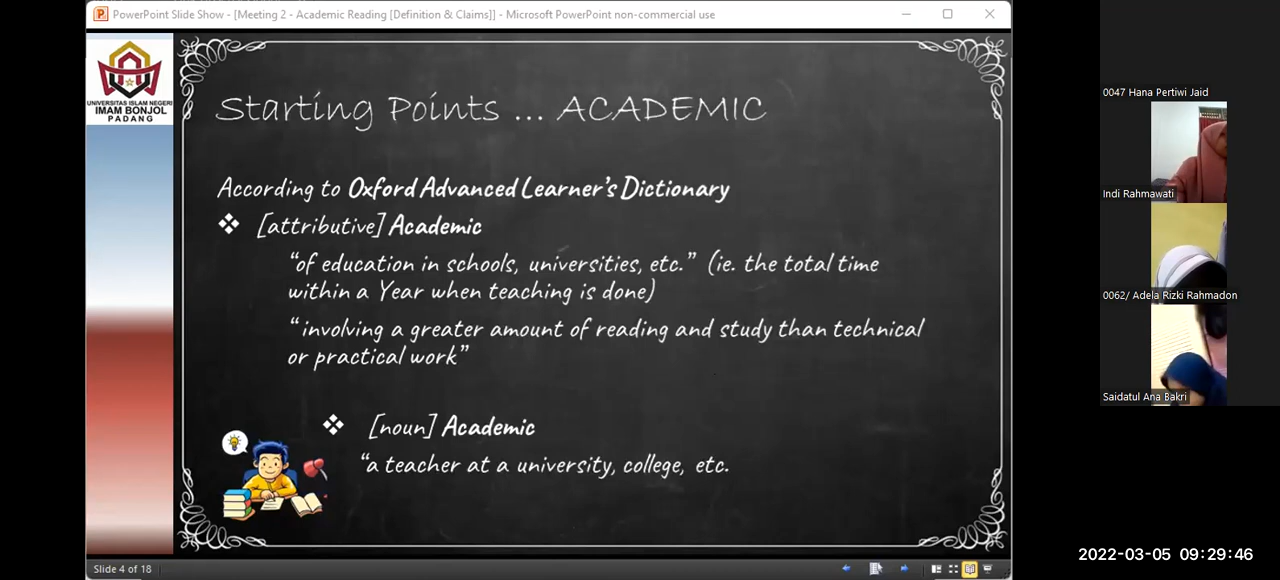 PowerPoint Slide Show - [Meeting 2 - Academic Reading [Definition & Claims]] - Microsoft PowerPoint non-commercial use
UNIVERSITAS ISLAM NEGERI
IMAM BONJOL
PADANG
Starting Points ... ACADEMIC
According to Oxford Advanced Learner's Dictionary
❖ [attributive] Academic
"of education in schools, universities, etc." (ie. the total time
within a Year when teaching is done)
"involving a greater amount of reading and study than technical
or practical work"
❖ [noun] Academic
"a teacher at a university, college, etc.
Slide 4 of 18
0047 Hana Pertiwi Jaid
Indi Rahmawati
0062/ Adela Rizki Rahmadon
Saidatul Ana Bakri
2022-03-05 09:29:46